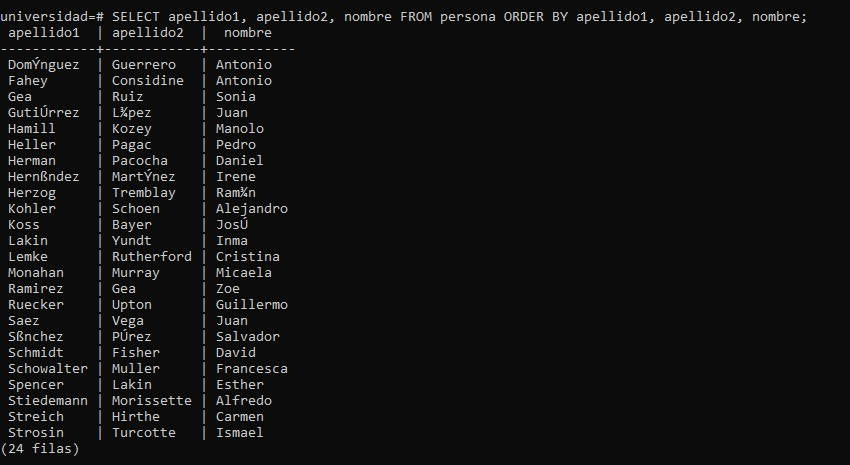 universidad=# SELECT apellido1, apellido2, nombre FROM persona ORDER BY apellido1, apellido2, nombre;
 apellido1  | apellido2  |  nombre
------------+------------+-----------
 DomÝnguez  | Guerrero   | Antonio
 Fahey      | Considine  | Antonio
 Gea        | Ruiz       | Sonia
 GutiÚrrez  | L¾pez      | Juan
 Hamill     | Kozey      | Manolo
 Heller     | Pagac      | Pedro
 Herman     | Pacocha    | Daniel
 Hernßndez  | MartÝnez   | Irene
 Herzog     | Tremblay   | Ram¾n
 Kohler     | Schoen     | Alejandro
 Koss       | Bayer      | JosÚ
 Lakin      | Yundt      | Inma
 Lemke      | Rutherford | Cristina
 Monahan    | Murray     | Micaela
 Ramirez    | Gea        | Zoe
 Ruecker    | Upton      | Guillermo
 Saez       | Vega       | Juan
 Sßnchez    | PÚrez      | Salvador
 Schmidt    | Fisher     | David
 Schowalter | Muller     | Francesca
 Spencer    | Lakin      | Esther
 Stiedemann | Morissette | Alfredo
 Streich    | Hirthe     | Carmen
 Strosin    | Turcotte   | Ismael
(24 filas)